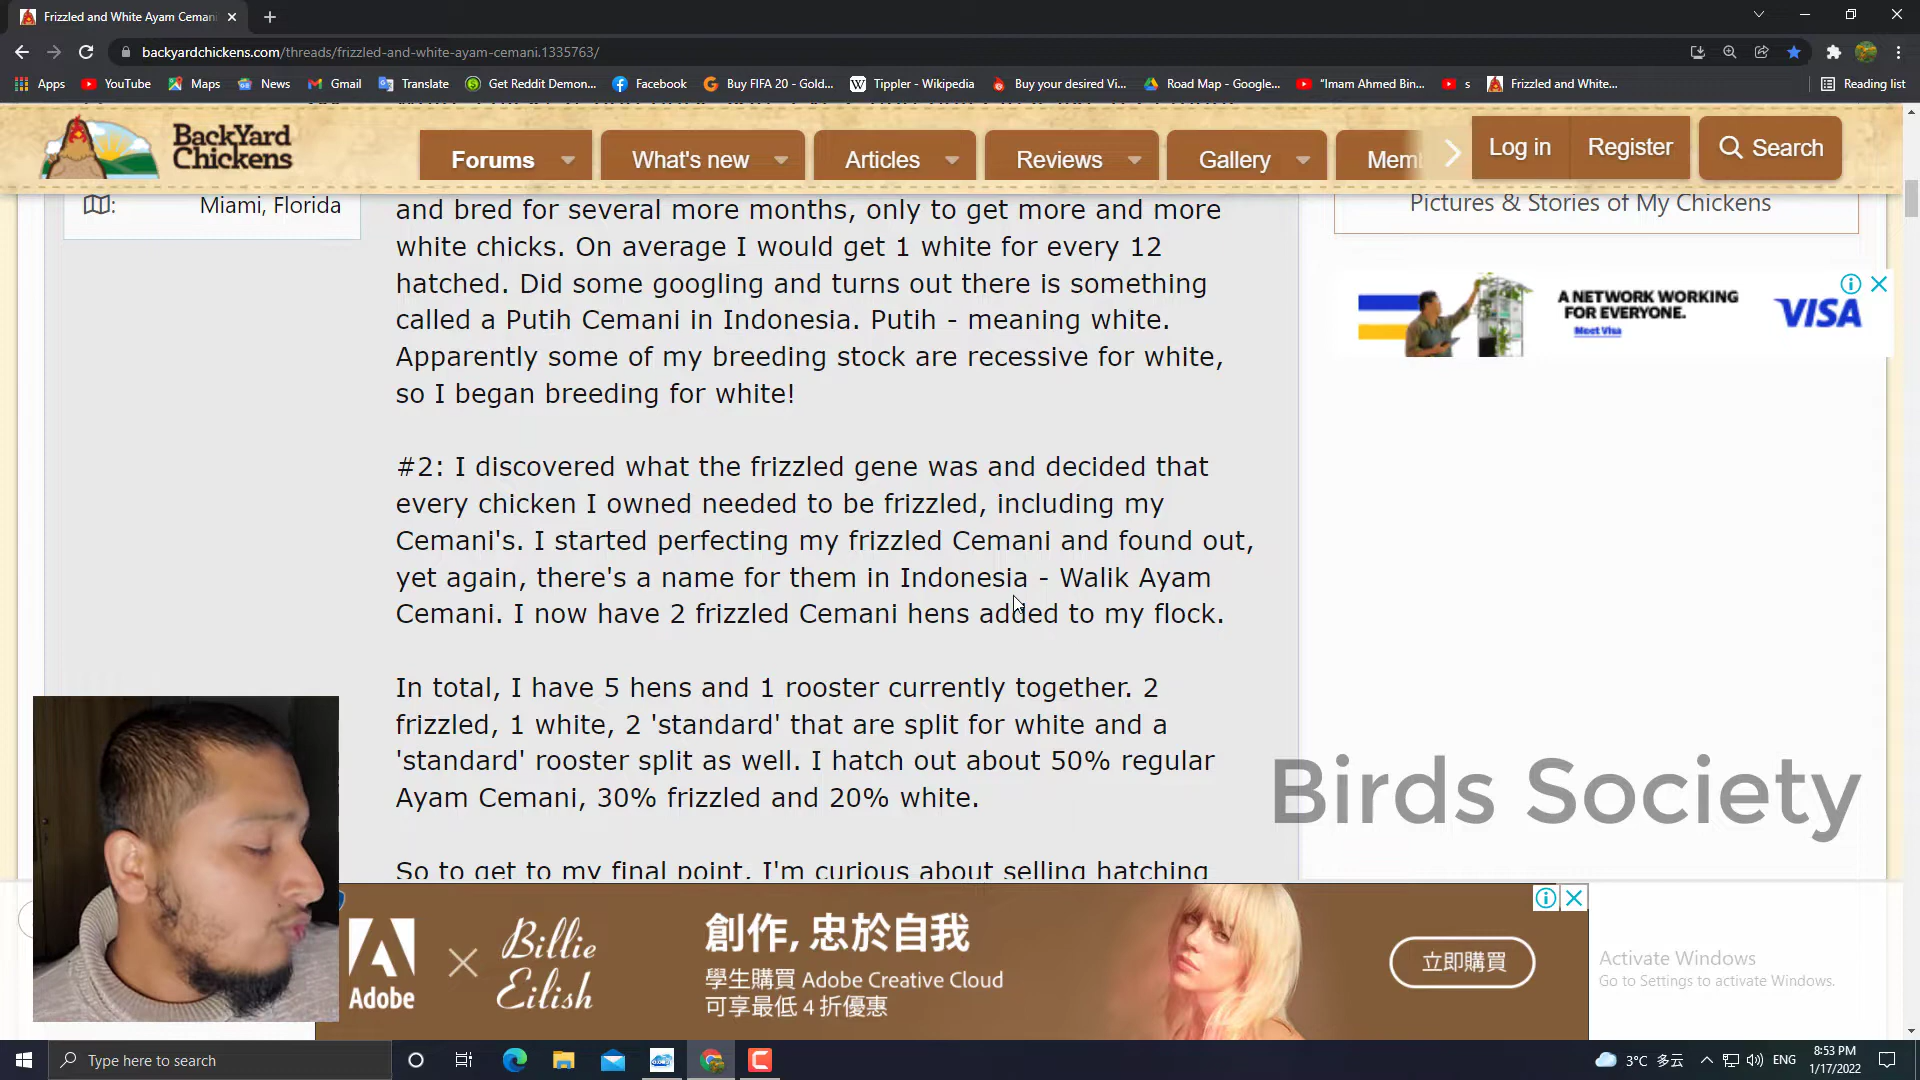 Frizzled and White Ayam Cemani
backyardchickens.com/threads/frizzled-and-white-ayam-cemani.1335763/
Apps
YouTube
Maps
News
Gmail
Translate
Get Reddit Demon...
Facebook
Buy FIFA 20 - Gold...
Tippler - Wikipedia
Buy your desired Vi...
Road Map - Google...
"Imam Ahmed Bin...
s
Frizzled and White...
Reading list
BackYard
Chickens
Forums
What's new
Articles
Reviews
Gallery
Memb
Log in
Register
Search
Miami, Florida
and bred for several more months, only to get more and more
white chicks. On average I would get 1 white for every 12
hatched. Did some googling and turns out there is something
called a Putih Cemani in Indonesia. Putih - meaning white.
Apparently some of my breeding stock are recessive for white,
so I began breeding for white!
#2: I discovered what the frizzled gene was and decided that
every chicken I owned needed to be frizzled, including my
Cemani's. I started perfecting my frizzled Cemani and found out,
yet again, there's a name for them in Indonesia - Walik Ayam
Cemani. I now have 2 frizzled Cemani hens added to my flock.
In total, I have 5 hens and 1 rooster currently together. 2
frizzled, 1 white, 2 'standard' that are split for white and a
'standard' rooster split as well. I hatch out about 50% regular
Ayam Cemani, 30% frizzled and 20% white.
So to get to my final point, I'm curious about selling hatching
Pictures & Stories of My Chickens
A NETWORK WORKING
FOR EVERYONE.
Meet Visa
VISA
Birds Society
Adobe
Billie
Eilish
創作, 忠於自我
學生購買 Adobe Creative Cloud
可享最低 4 折優惠
立即購買
Activate Windows
Go to Settings to activate Windows.
Type here to search
3°C 多云
ENG
8:53 PM
1/17/2022